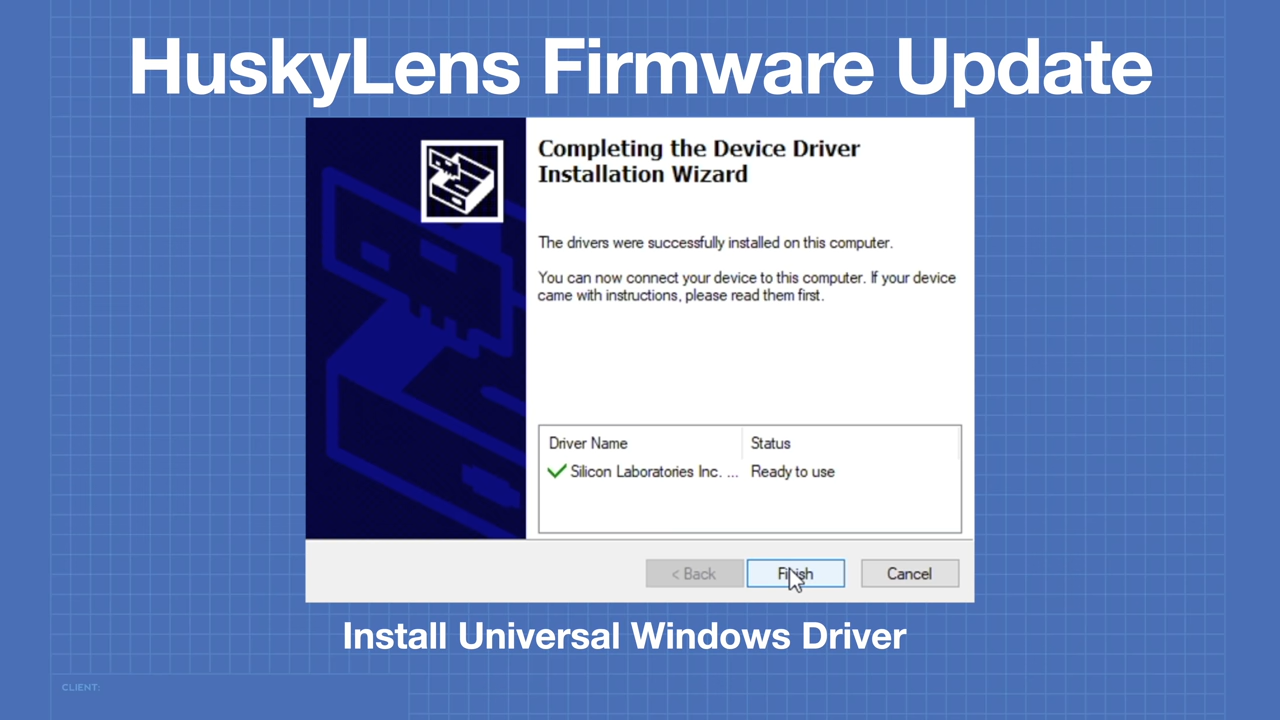 HuskyLens Firmware Update
Completing the Device Driver
Installation Wizard
The drivers were successfully installed on this computer.
You can now connect your device to this computer. If your device
came with instructions, please read them first.
Driver Name Status
Silicon Laboratories Inc. ... Ready to use
< Back Finish Cancel
Install Universal Windows Driver
CLIENT: